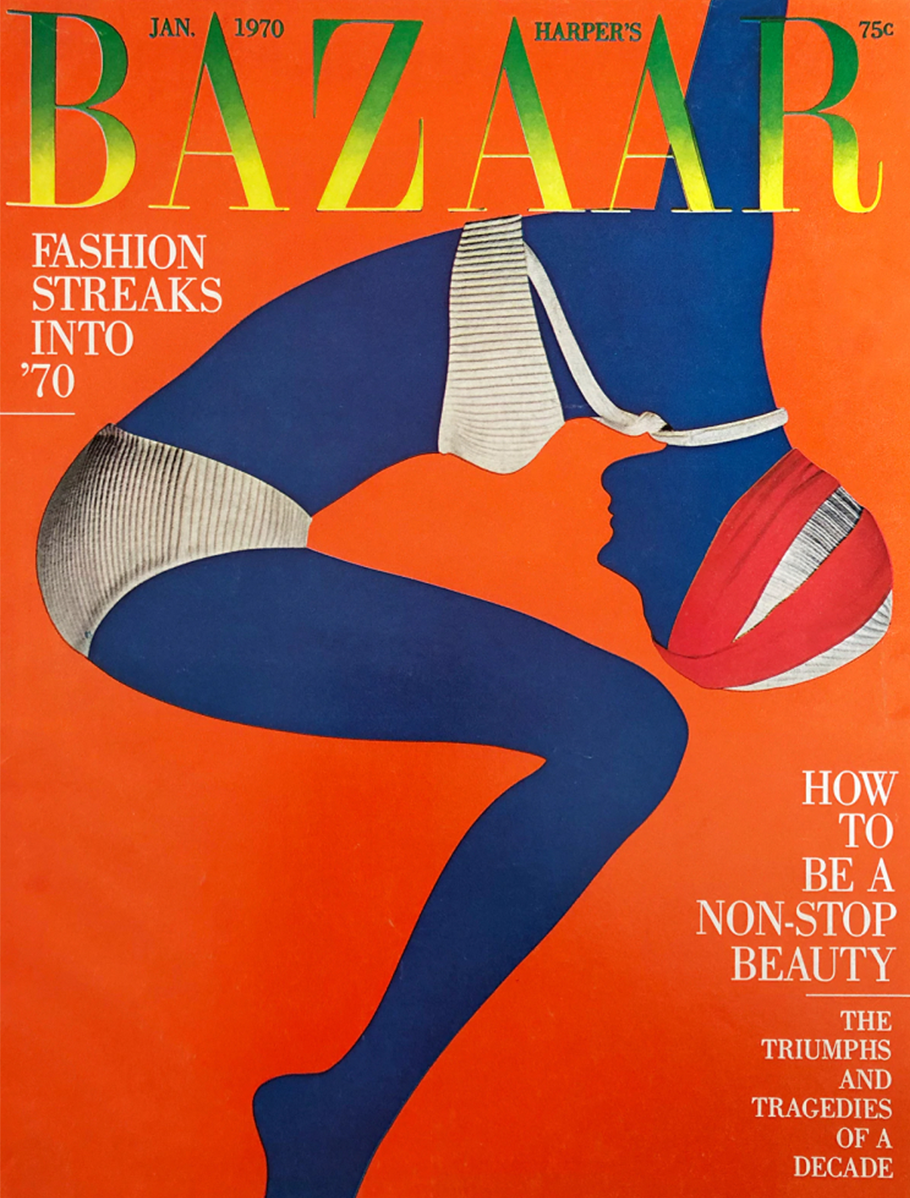 JAN. 1970 HARPER'S 75c
BAZAAR
FASHION
STREAKS
INTO
’70
HOW
TO
BE A
NON-STOP
BEAUTY
THE
TRIUMPHS
AND
TRAGEDIES
OF A
DECADE